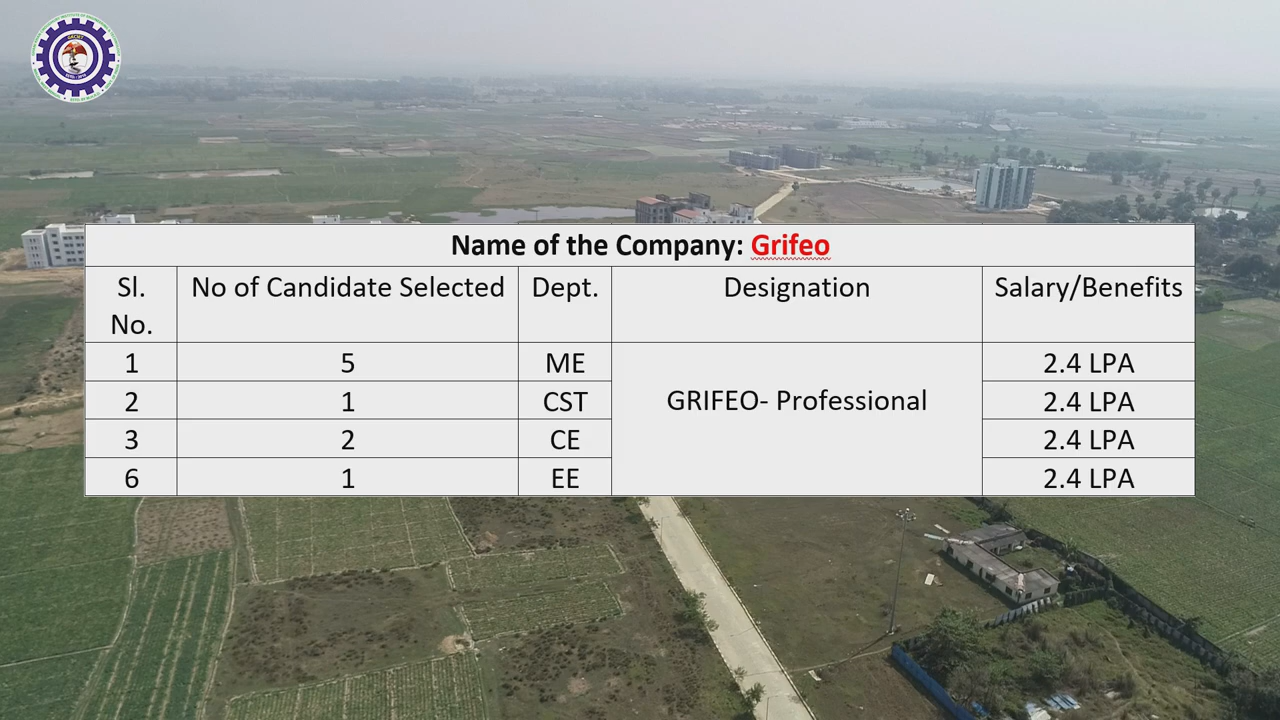 Name of the Company: Grifeo
Sl. No. No of Candidate Selected Dept. Designation Salary/Benefits
1 5 ME GRIFEO- Professional 2.4 LPA
2 1 CST 2.4 LPA
3 2 CE 2.4 LPA
6 1 EE 2.4 LPA